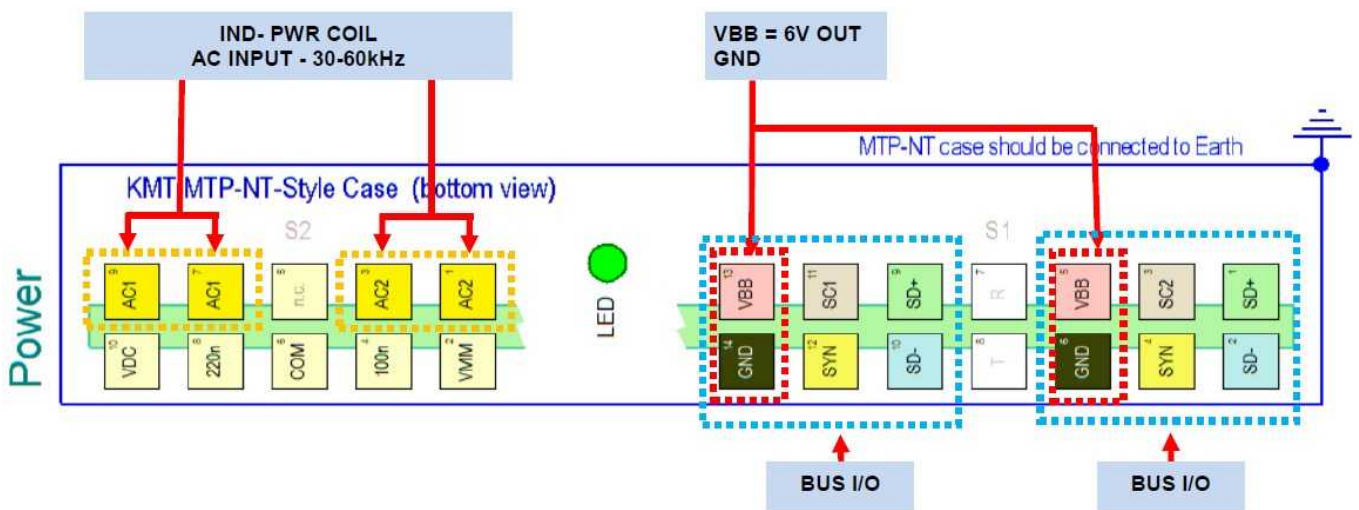 IND- PWR COIL
AC INPUT - 30-60kHz
VBB = 6V OUT
GND
MTP-NT case should be connected to Earth
KMT MTP-NT-Style Case (bottom view)
S2
S1
Power
9 AC1
7 AC1
n.c.
3 AC2
1 AC2
LED
13 VBB
11 SC1
9 SD+
7 R
5 VBB
3 SC2
1 SD+
10 VDC
8 220n
6 COM
4 100n
2 VMM
14 GND
12 SYN
10 SD-
8 T
6 GND
4 SYN
2 SD-
BUS I/O
BUS I/O